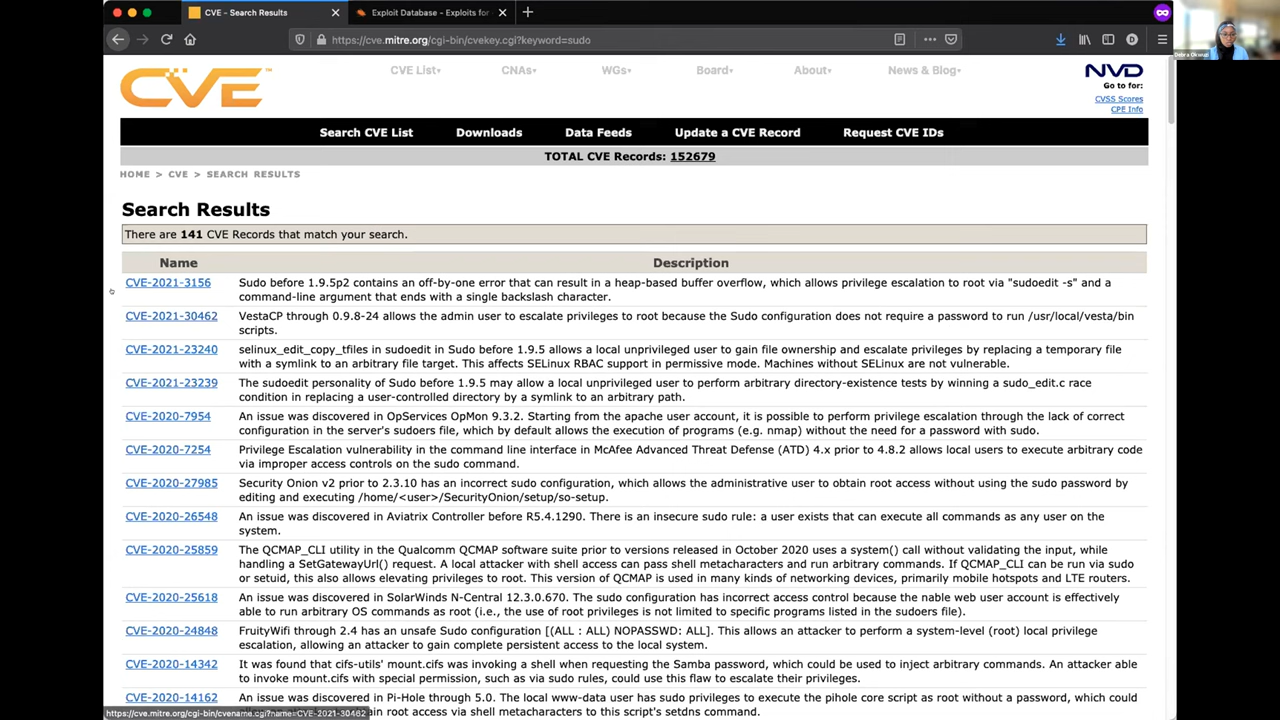 CVE - Search Results
Exploit Database - Exploits for
https://cve.mitre.org/cgi-bin/cvekey.cgi?keyword=sudo
CVE
CVE List▾ CNAs▾ WGs▾ Board▾ About▾ News & Blog▾
NVD
Go to for:
CVSS Scores
CPE Info
Search CVE List Downloads Data Feeds Update a CVE Record Request CVE IDs
TOTAL CVE Records: 152679
HOME > CVE > SEARCH RESULTS
Search Results
There are 141 CVE Records that match your search.
Name Description
CVE-2021-3156 Sudo before 1.9.5p2 contains an off-by-one error that can result in a heap-based buffer overflow, which allows privilege escalation to root via "sudoedit -s" and a
command-line argument that ends with a single backslash character.
CVE-2021-30462 VestaCP through 0.9.8-24 allows the admin user to escalate privileges to root because the Sudo configuration does not require a password to run /usr/local/vesta/bin
scripts.
CVE-2021-23240 selinux_edit_copy_tfiles in sudoedit in Sudo before 1.9.5 allows a local unprivileged user to gain file ownership and escalate privileges by replacing a temporary file
with a symlink to an arbitrary file target. This affects SELinux RBAC support in permissive mode. Machines without SELinux are not vulnerable.
CVE-2021-23239 The sudoedit personality of Sudo before 1.9.5 may allow a local unprivileged user to perform arbitrary directory-existence tests by winning a sudo_edit.c race
condition in replacing a user-controlled directory by a symlink to an arbitrary path.
CVE-2020-7954 An issue was discovered in OpServices OpMon 9.3.2. Starting from the apache user account, it is possible to perform privilege escalation through the lack of correct
configuration in the server's sudoers file, which by default allows the execution of programs (e.g. nmap) without the need for a password with sudo.
CVE-2020-7254 Privilege Escalation vulnerability in the command line interface in McAfee Advanced Threat Defense (ATD) 4.x prior to 4.8.2 allows local users to execute arbitrary code
via improper access controls on the sudo command.
CVE-2020-27985 Security Onion v2 prior to 2.3.10 has an incorrect sudo configuration, which allows the administrative user to obtain root access without using the sudo password by
editing and executing /home/<user>/SecurityOnion/setup/so-setup.
CVE-2020-26548 An issue was discovered in Aviatrix Controller before R5.4.1290. There is an insecure sudo rule: a user exists that can execute all commands as any user on the
system.
CVE-2020-25859 The QCMAP_CLI utility in the Qualcomm QCMAP software suite prior to versions released in October 2020 uses a system() call without validating the input, while
handling a SetGatewayUrl() request. A local attacker with shell access can pass shell metacharacters and run arbitrary commands. If QCMAP_CLI can be run via sudo
or setuid, this also allows elevating privileges to root. This version of QCMAP is used in many kinds of networking devices, primarily mobile hotspots and LTE routers.
CVE-2020-25618 An issue was discovered in SolarWinds N-Central 12.3.0.670. The sudo configuration has incorrect access control because the nable web user account is effectively
able to run arbitrary OS commands as root (i.e., the use of root privileges is not limited to specific programs listed in the sudoers file).
CVE-2020-24848 FruityWifi through 2.4 has an unsafe Sudo configuration [(ALL : ALL) NOPASSWD: ALL]. This allows an attacker to perform a system-level (root) local privilege
escalation, allowing an attacker to gain complete persistent access to the local system.
CVE-2020-14342 It was found that cifs-utils' mount.cifs was invoking a shell when requesting the Samba password, which could be used to inject arbitrary commands. An attacker able
to invoke mount.cifs with special permission, such as via sudo rules, could use this flaw to escalate their privileges.
CVE-2020-14162 An issue was discovered in Pi-Hole through 5.0. The local www-data user has sudo privileges to execute the pihole core script as root without a password, which could
root access via shell metacharacters to this script's setdns command.
https://cve.mitre.org/cgi-bin/cvename.cgi?name=CVE-2021-30462